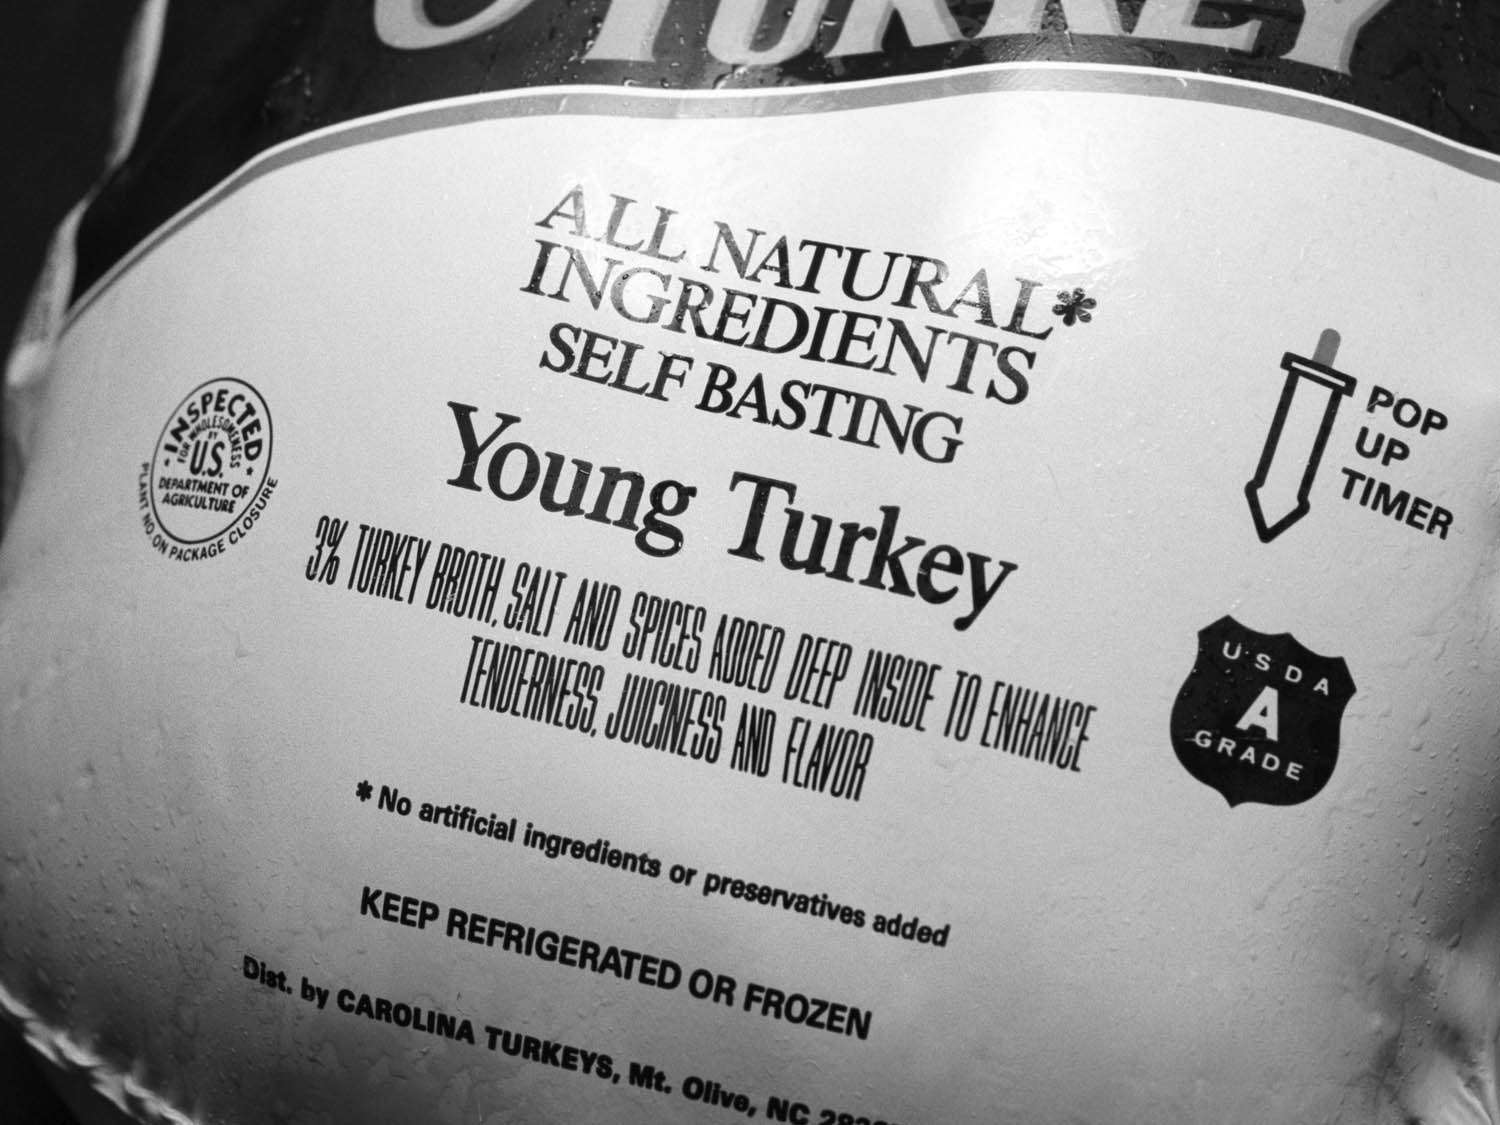 TURKEY
ALL NATURAL*
INGREDIENTS
SELF BASTING
Young Turkey
3% TURKEY BROTH, SALT AND SPICES ADDED DEEP INSIDE TO ENHANCE
TENDERNESS, JUICINESS AND FLAVOR
* No artificial ingredients or preservatives added
KEEP REFRIGERATED OR FROZEN
Dist. by CAROLINA TURKEYS, Mt. Olive, NC
INSPECTED
FOR WHOLESOMENESS
BY
U.S.
DEPARTMENT OF
AGRICULTURE
PLANT NO. ON PACKAGE CLOSURE
POP
UP
TIMER
USDA
A
GRADE